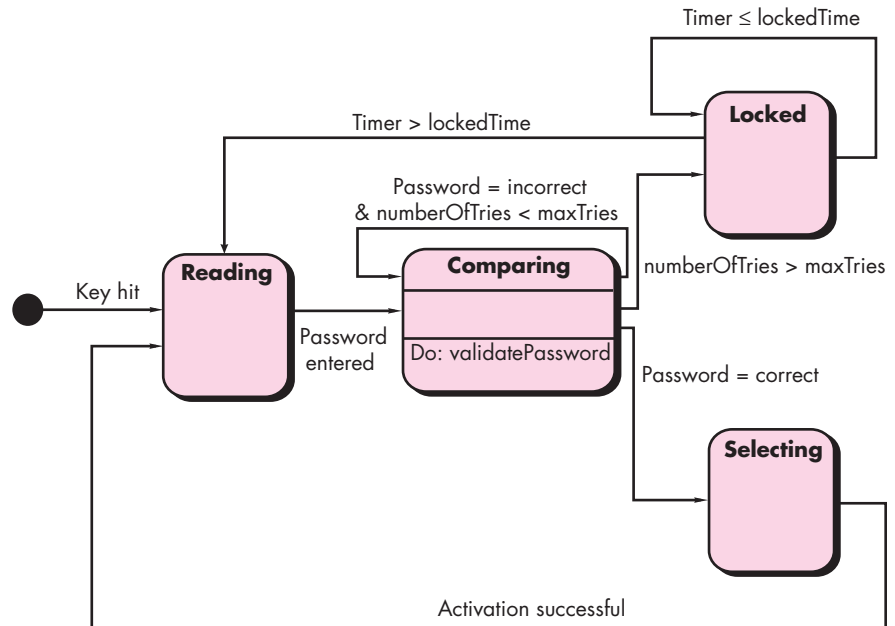 Timer ≤ lockedTime
Locked
Timer > lockedTime
Password = incorrect
& numberOfTries < maxTries
Reading
Comparing
numberOfTries > maxTries
Key hit
Password
entered
Do: validatePassword
Password = correct
Selecting
Activation successful